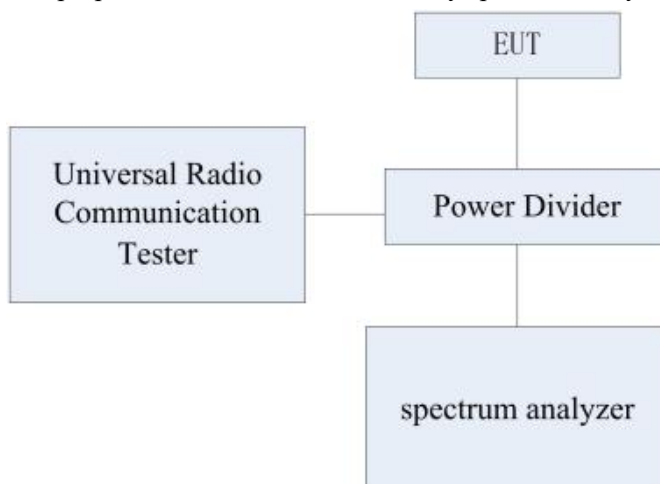 EUT
Universal Radio
Communication
Tester
Power Divider
spectrum analyzer